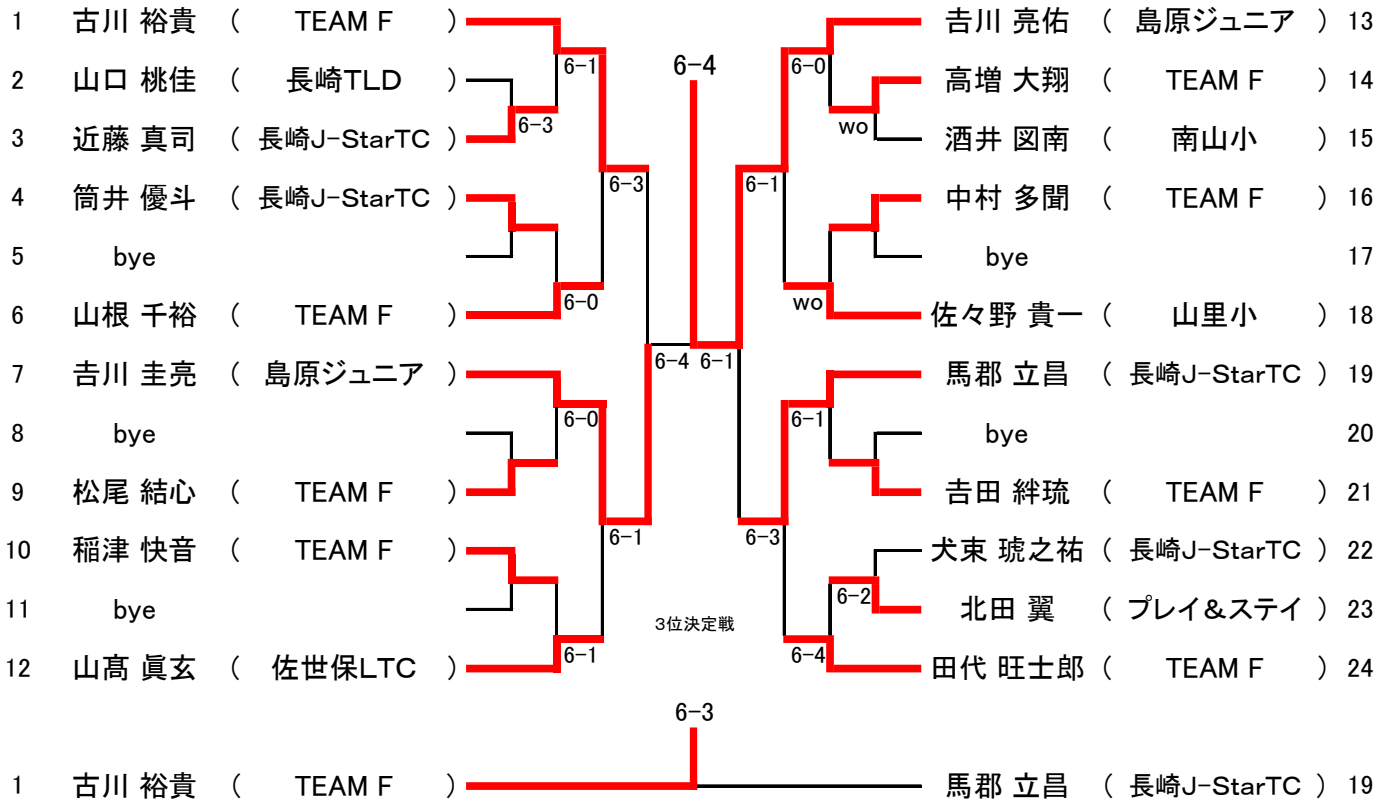 1 古川 裕貴 ( TEAM F ) 𠮷川 亮佑 ( 島原ジュニア ) 13
6-1 6-4 6-0
2 山口 桃佳 ( 長崎TLD ) 高増 大翔 ( TEAM F ) 14
6-3 wo
3 近藤 真司 ( 長崎J-StarTC ) 酒井 図南 ( 南山小 ) 15
6-3 6-1
4 筒井 優斗 ( 長崎J-StarTC ) 中村 多聞 ( TEAM F ) 16
5 bye bye 17
6-0 wo
6 山根 千裕 ( TEAM F ) 佐々野 貴一 ( 山里小 ) 18
6-4 6-1
7 𠮷川 圭亮 ( 島原ジュニア ) 馬郡 立昌 ( 長崎J-StarTC ) 19
6-0 6-1
8 bye bye 20
9 松尾 結心 ( TEAM F ) 𠮷田 絆琉 ( TEAM F ) 21
6-1 6-3
10 稲津 快音 ( TEAM F ) 犬束 琥之祐 ( 長崎J-StarTC ) 22
6-2
11 bye 北田 翼 ( プレイ&ステイ ) 23
3位決定戦
6-1 6-4
12 山髙 眞玄 ( 佐世保LTC ) 田代 旺士郎 ( TEAM F ) 24
6-3
1 古川 裕貴 ( TEAM F ) 馬郡 立昌 ( 長崎J-StarTC ) 19